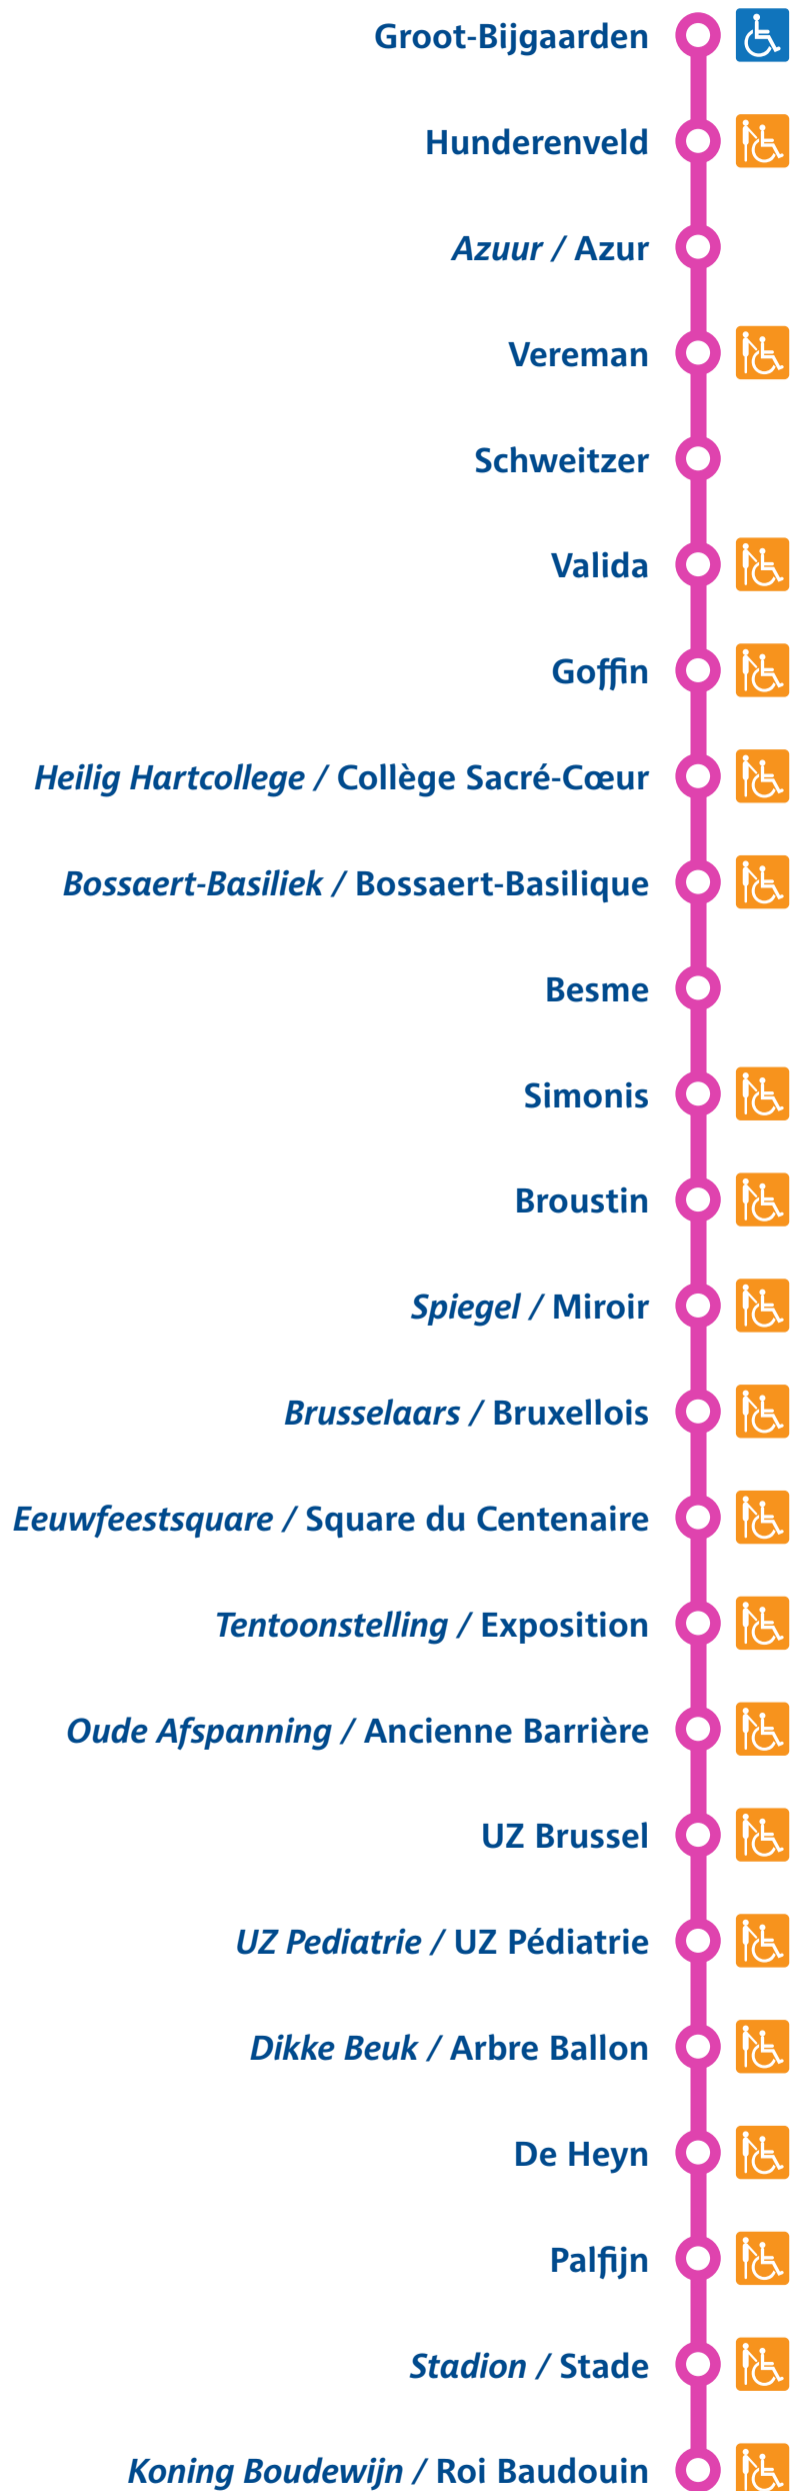 Groot-Bijgaarden
Hunderenveld
Azuur / Azur
Vereman
Schweitzer
Valida
Goffin
Heilig Hartcollege / Collège Sacré-Cœur
Bossaert-Basiliek / Bossaert-Basilique
Besme
Simonis
Broustin
Spiegel / Miroir
Brusselaars / Bruxellois
Eeuwfeestsquare / Square du Centenaire
Tentoonstelling / Exposition
Oude Afspanning / Ancienne Barrière
UZ Brussel
UZ Pediatrie / UZ Pédiatrie
Dikke Beuk / Arbre Ballon
De Heyn
Palfijn
Stadion / Stade
Koning Boudewijn / Roi Baudouin